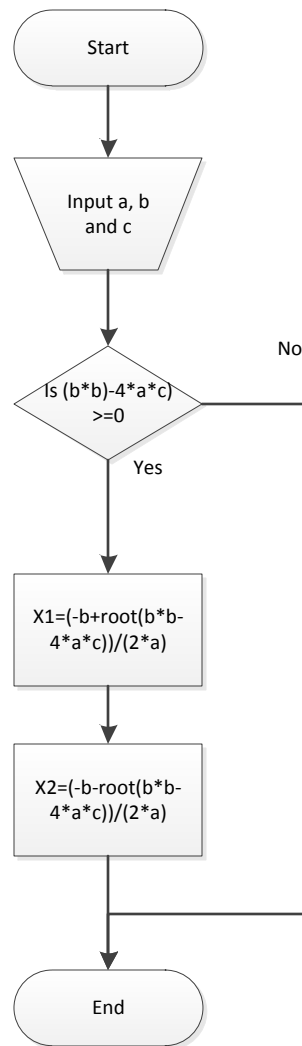 Start
Input a, b
and c
Is (b*b)-4*a*c)
>=0
No
Yes
X1=(-b+root(b*b-
4*a*c))/(2*a)
X2=(-b-root(b*b-
4*a*c))/(2*a)
End